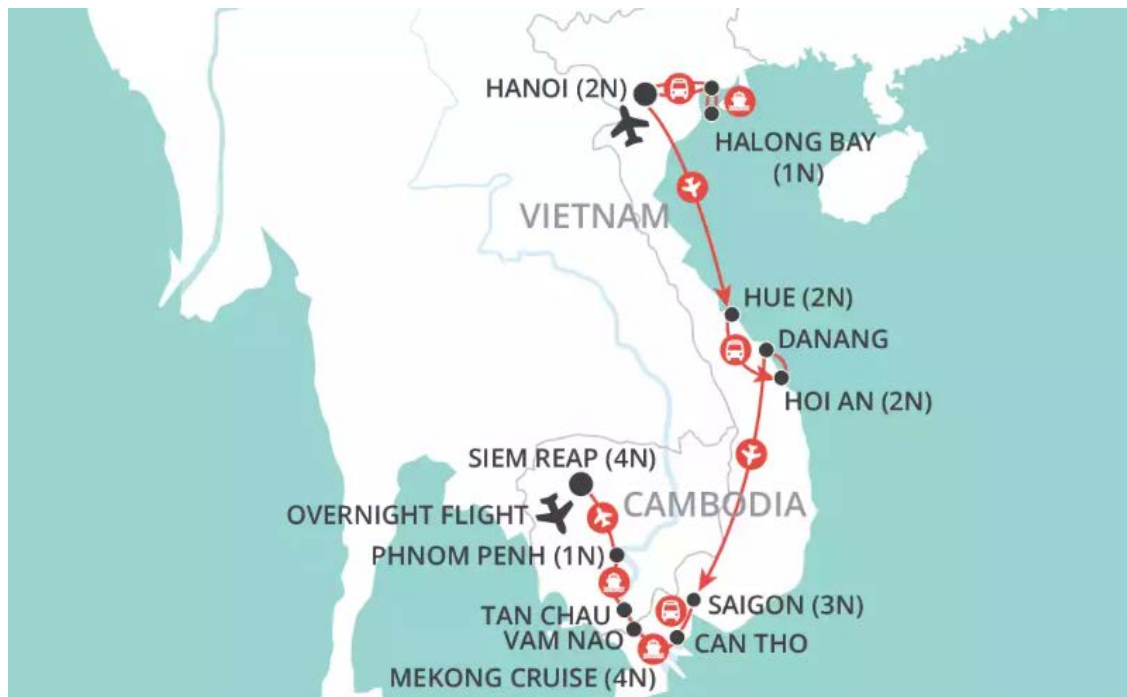 HANOI (2N)
HALONG BAY
(1N)
VIETNAM
HUE (2N)
DANANG
HOI AN (2N)
SIEM REAP (4N)
CAMBODIA
OVERNIGHT FLIGHT
PHNOM PENH (1N)
TAN CHAU
SAIGON (3N)
VAM NAO
CAN THO
MEKONG CRUISE (4N)